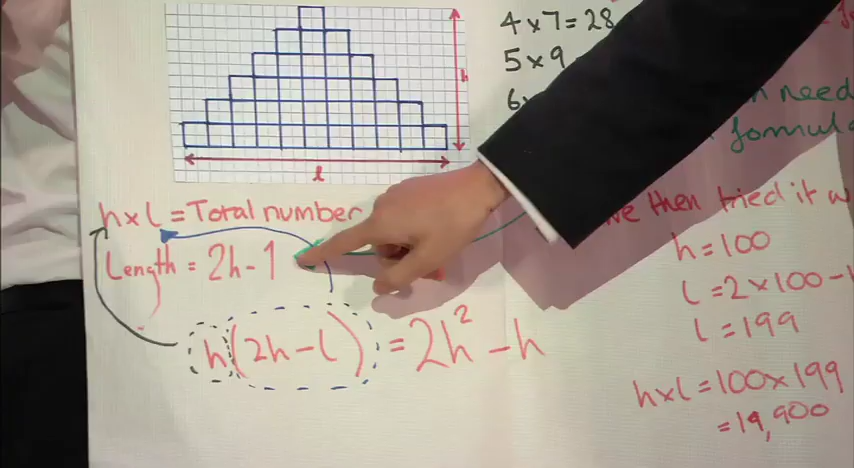 4×7=28
5×9
6×
need
fomula
h
l
h×l = Total number
then tried it w
Length = 2h-1
h=100
l=2×100-
l=199
h(2h-l) = 2h²-h
h×l=100×199
=19,900